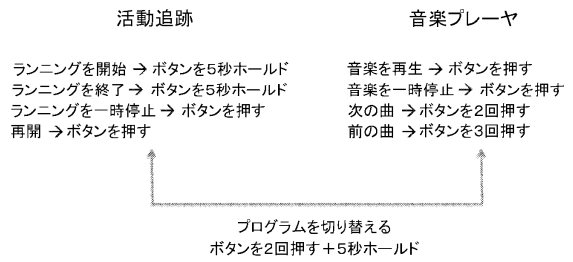 活動追跡
ランニングを開始 → ボタンを5秒ホールド
ランニングを終了 → ボタンを5秒ホールド
ランニングを一時停止 → ボタンを押す
再開 → ボタンを押す
音楽プレーヤ
音楽を再生 → ボタンを押す
音楽を一時停止 → ボタンを押す
次の曲 → ボタンを2回押す
前の曲 → ボタンを3回押す
プログラムを切り替える
ボタンを2回押す＋5秒ホールド